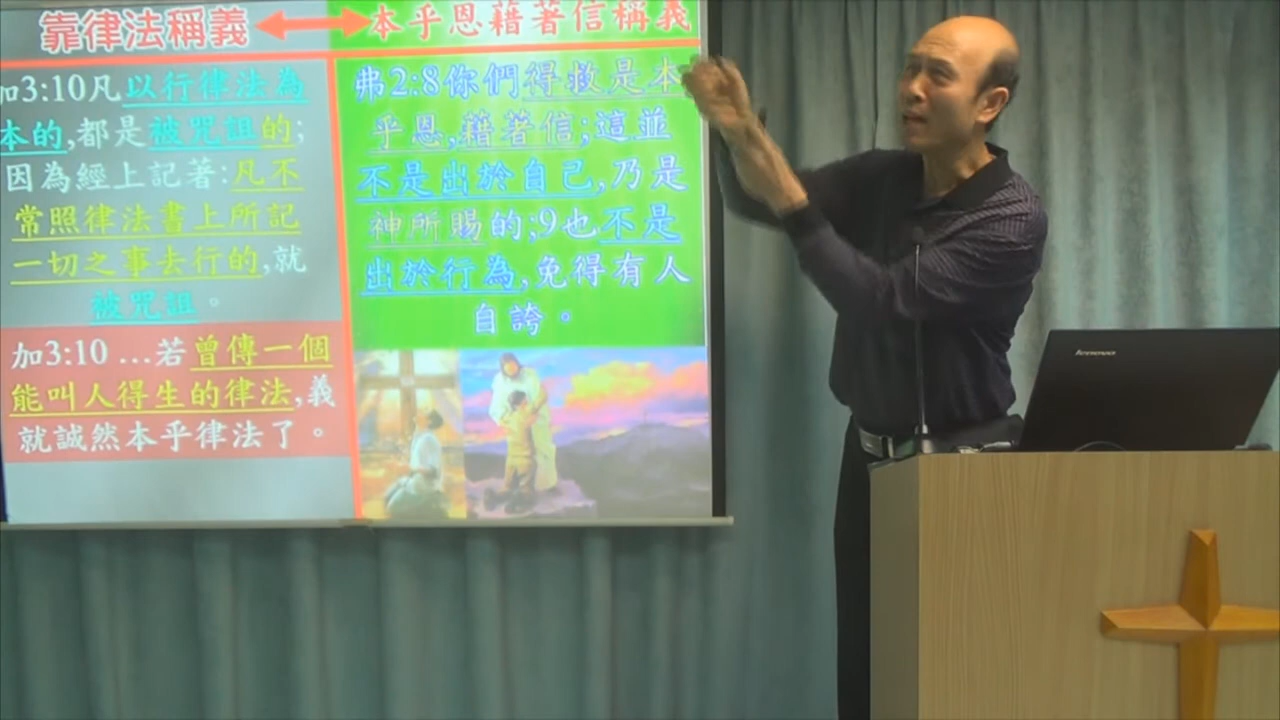 靠律法稱義
本乎恩藉著信稱義
加3:10凡以行律法為
本的,都是被咒詛的;
因為經上記著:凡不
常照律法書上所記
一切之事去行的,就
被咒詛。
加3:10 ...若曾傳一個
能叫人得生的律法,義
就誠然本乎律法了。
弗2:8你們得救是本
乎恩,藉著信;這並
不是出於自己,乃是
神所賜的;9也不是
出於行為,免得有人
自誇。
lenovo